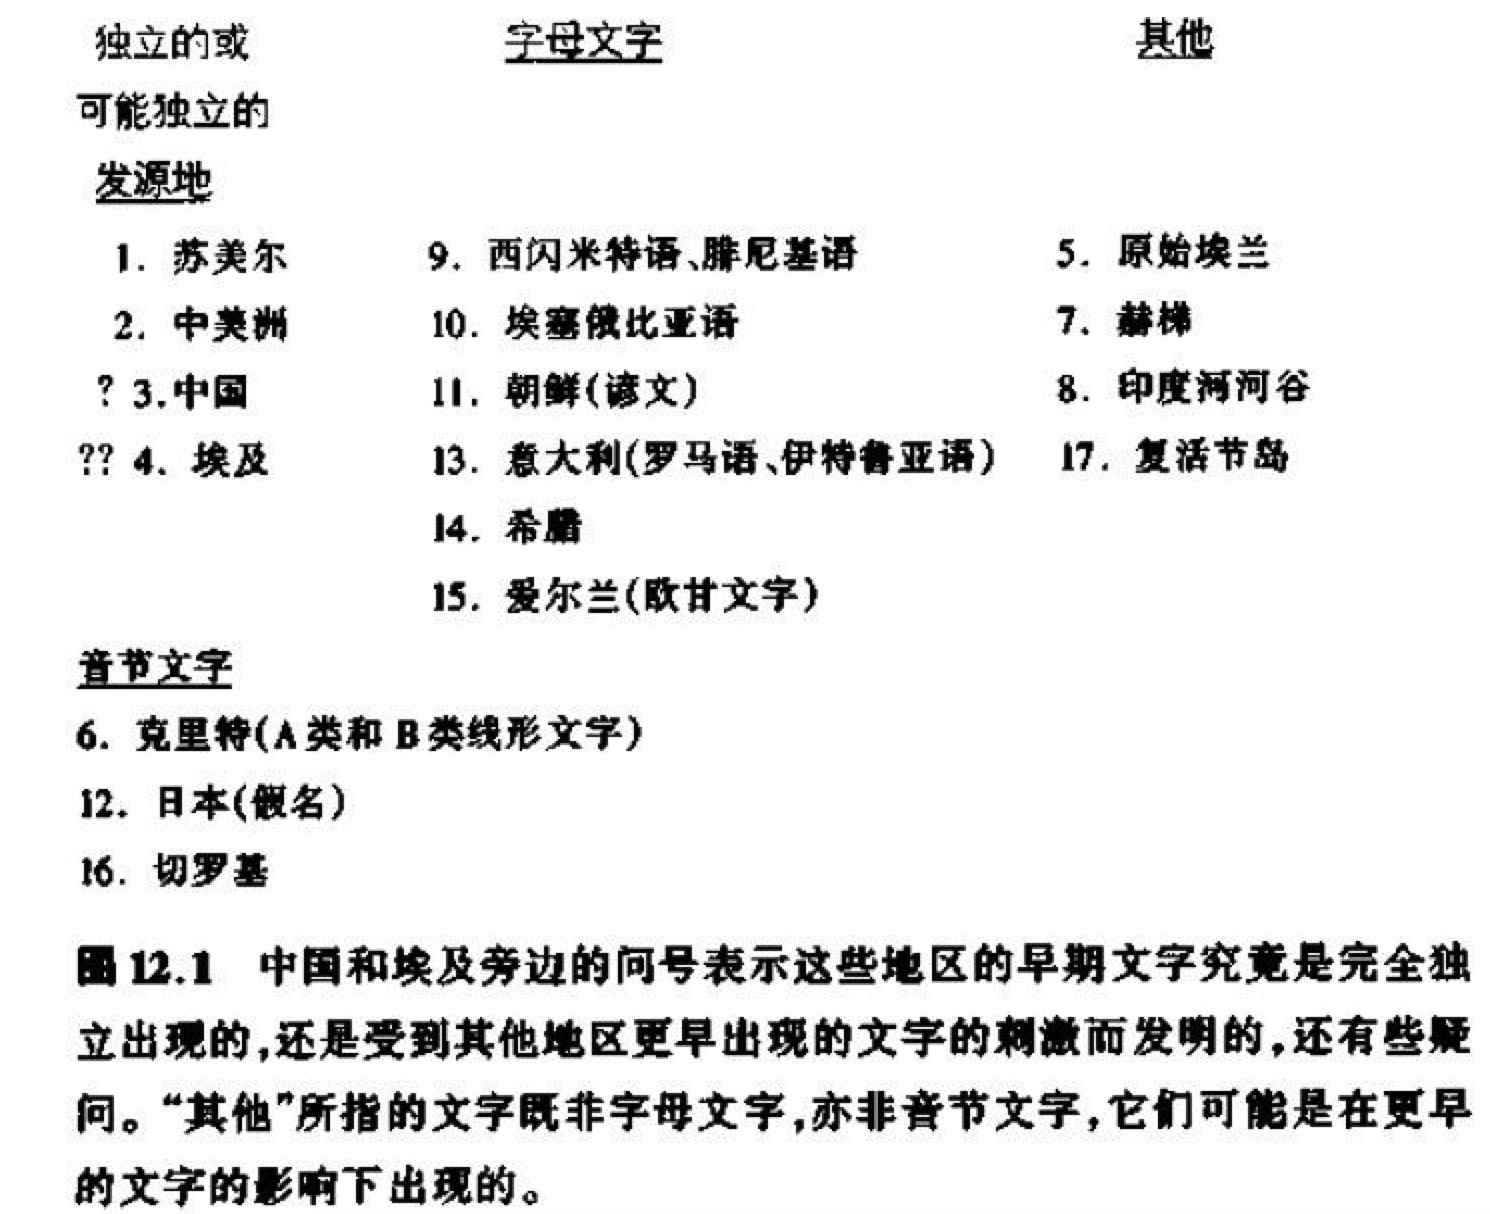 独立的或 字母文字 其他
可能独立的
发源地
1. 苏美尔 9. 西闪米特语、腓尼基语 5. 原始埃兰
2. 中美洲 10. 埃塞俄比亚语 7. 赫梯
? 3.中国 11. 朝鲜(谚文) 8. 印度河河谷
?? 4. 埃及 13. 意大利(罗马语、伊特鲁亚语) 17. 复活节岛
14. 希腊
15. 爱尔兰(欧甘文字)
音节文字
6. 克里特(A类和B类线形文字)
12. 日本(假名)
16. 切罗基
图12.1 中国和埃及旁边的问号表示这些地区的早期文字究竟是完全独
立出现的,还是受到其他地区更早出现的文字的刺激而发明的,还有些疑
问。“其他”所指的文字既非字母文字,亦非音节文字,它们可能是在更早
的文字的影响下出现的。